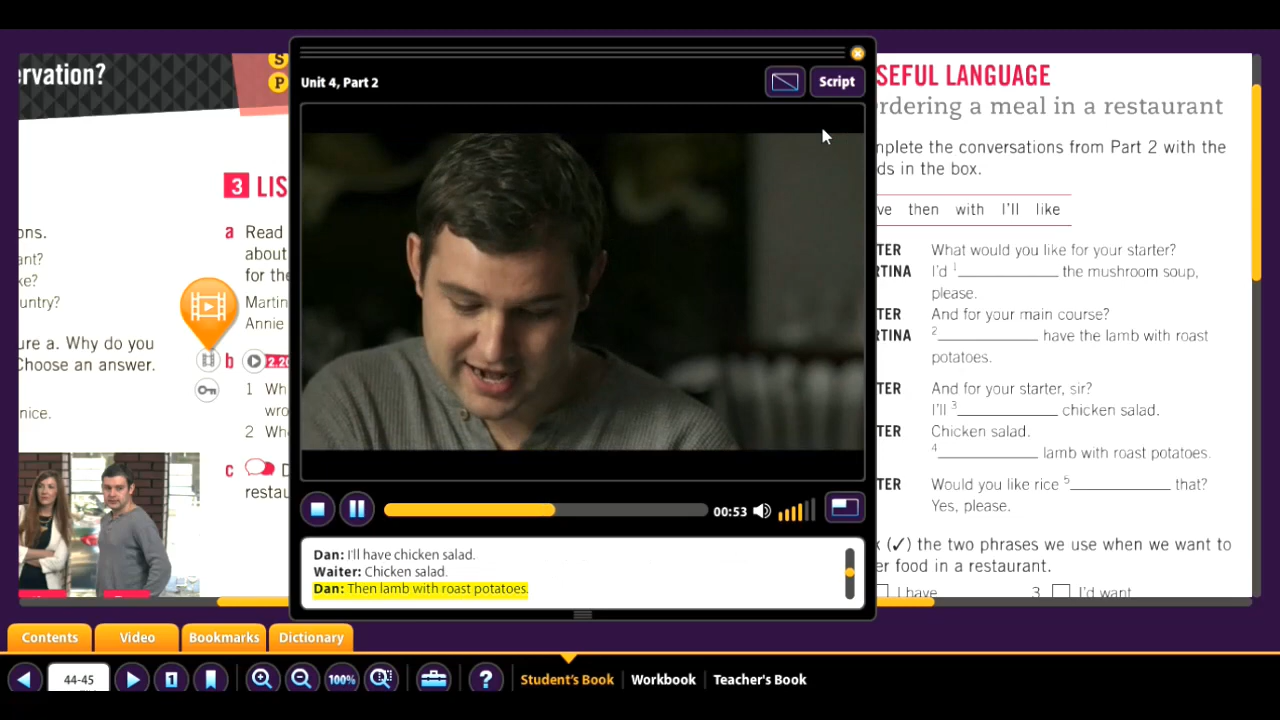 rvation?
S
P
3 LIS
ons.
ant?
ke?
untry?
ure a. Why do you
Choose an answer.
nice.
a Read
about
for the
Martin
Annie
b 2.20
1 Wh
wro
2 Who
c D
restau
Unit 4, Part 2
Script
00:53
Dan: I'll have chicken salad.
Waiter: Chicken salad.
Dan: Then lamb with roast potatoes.
SEFUL LANGUAGE
rdering a meal in a restaurant
nplete the conversations from Part 2 with the
ds in the box.
ve then with I'll like
TER What would you like for your starter?
RTINA I'd 1 the mushroom soup,
please.
TER And for your main course?
RTINA 2 have the lamb with roast
potatoes.
TER And for your starter, sir?
I'll 3 chicken salad.
TER Chicken salad.
4 lamb with roast potatoes.
TER Would you like rice 5 that?
Yes, please.
k (✓) the two phrases we use when we want to
er food in a restaurant.
I have 3 I'd want
Contents Video Bookmarks Dictionary
44-45
1
100%
?
Student's Book Workbook Teacher's Book